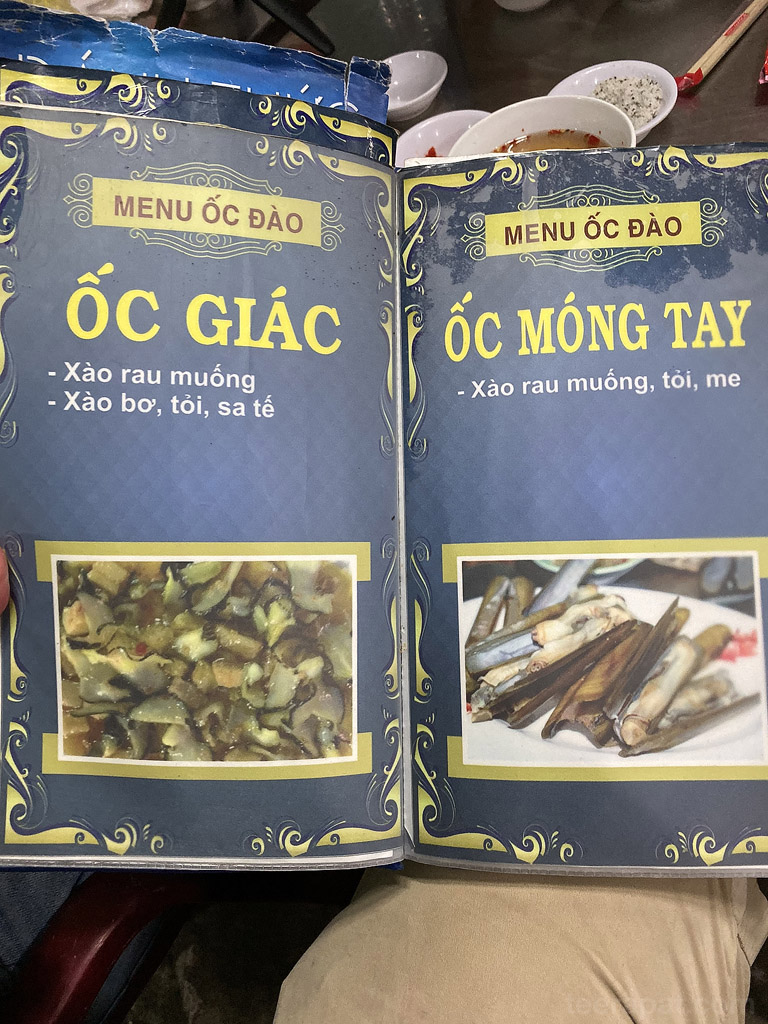 MENU ỐC ĐÀO
ỐC GIÁC
- Xào rau muống
- Xào bơ, tỏi, sa tế
MENU ỐC ĐÀO
ỐC MÓNG TAY
- Xào rau muống, tỏi, me